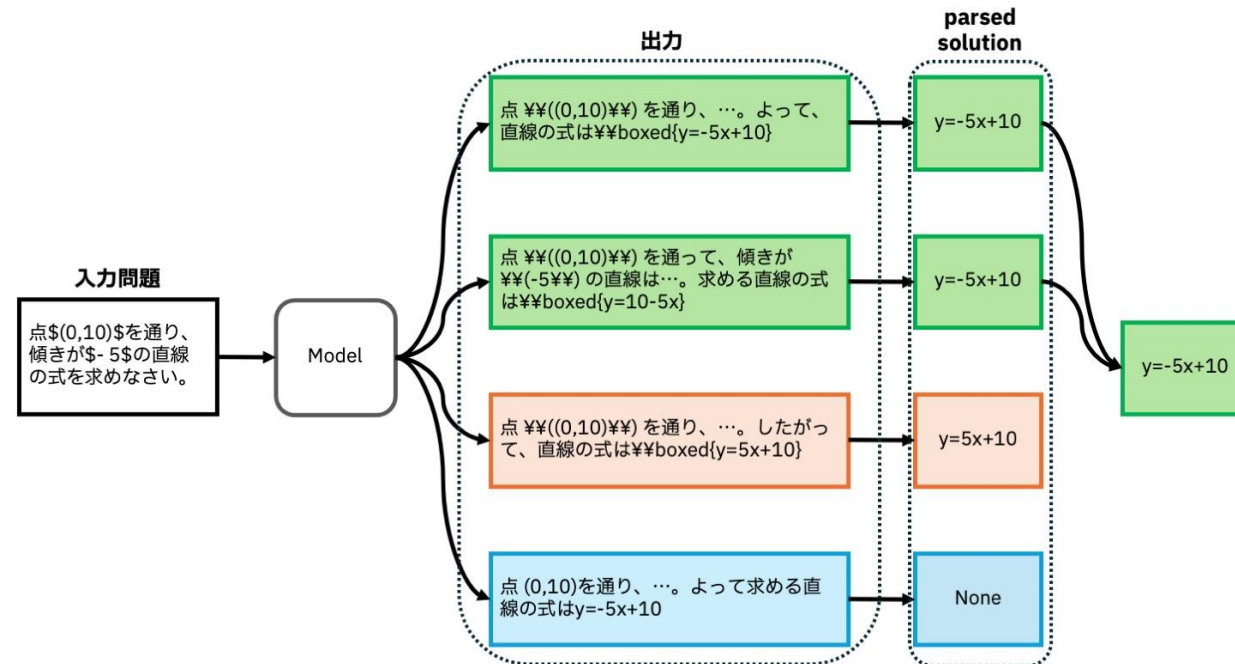 parsed
solution
出力
点 ¥¥((0,10)¥¥) を通り、…。よって、
直線の式は¥¥boxed{y=-5x+10}
y=-5x+10
点 ¥¥((0,10)¥¥) を通って、傾きが
¥¥(-5¥¥) の直線は…。求める直線の式
は¥¥boxed{y=10-5x}
y=-5x+10
入力問題
点$(0,10)$を通り、
傾きが$- 5$の直線
の式を求めなさい。
Model
y=-5x+10
点 ¥¥((0,10)¥¥) を通り、…。したがっ
て、直線の式は¥¥boxed{y=5x+10}
y=5x+10
点 (0,10)を通り、…。よって求める直
線の式はy=-5x+10
None